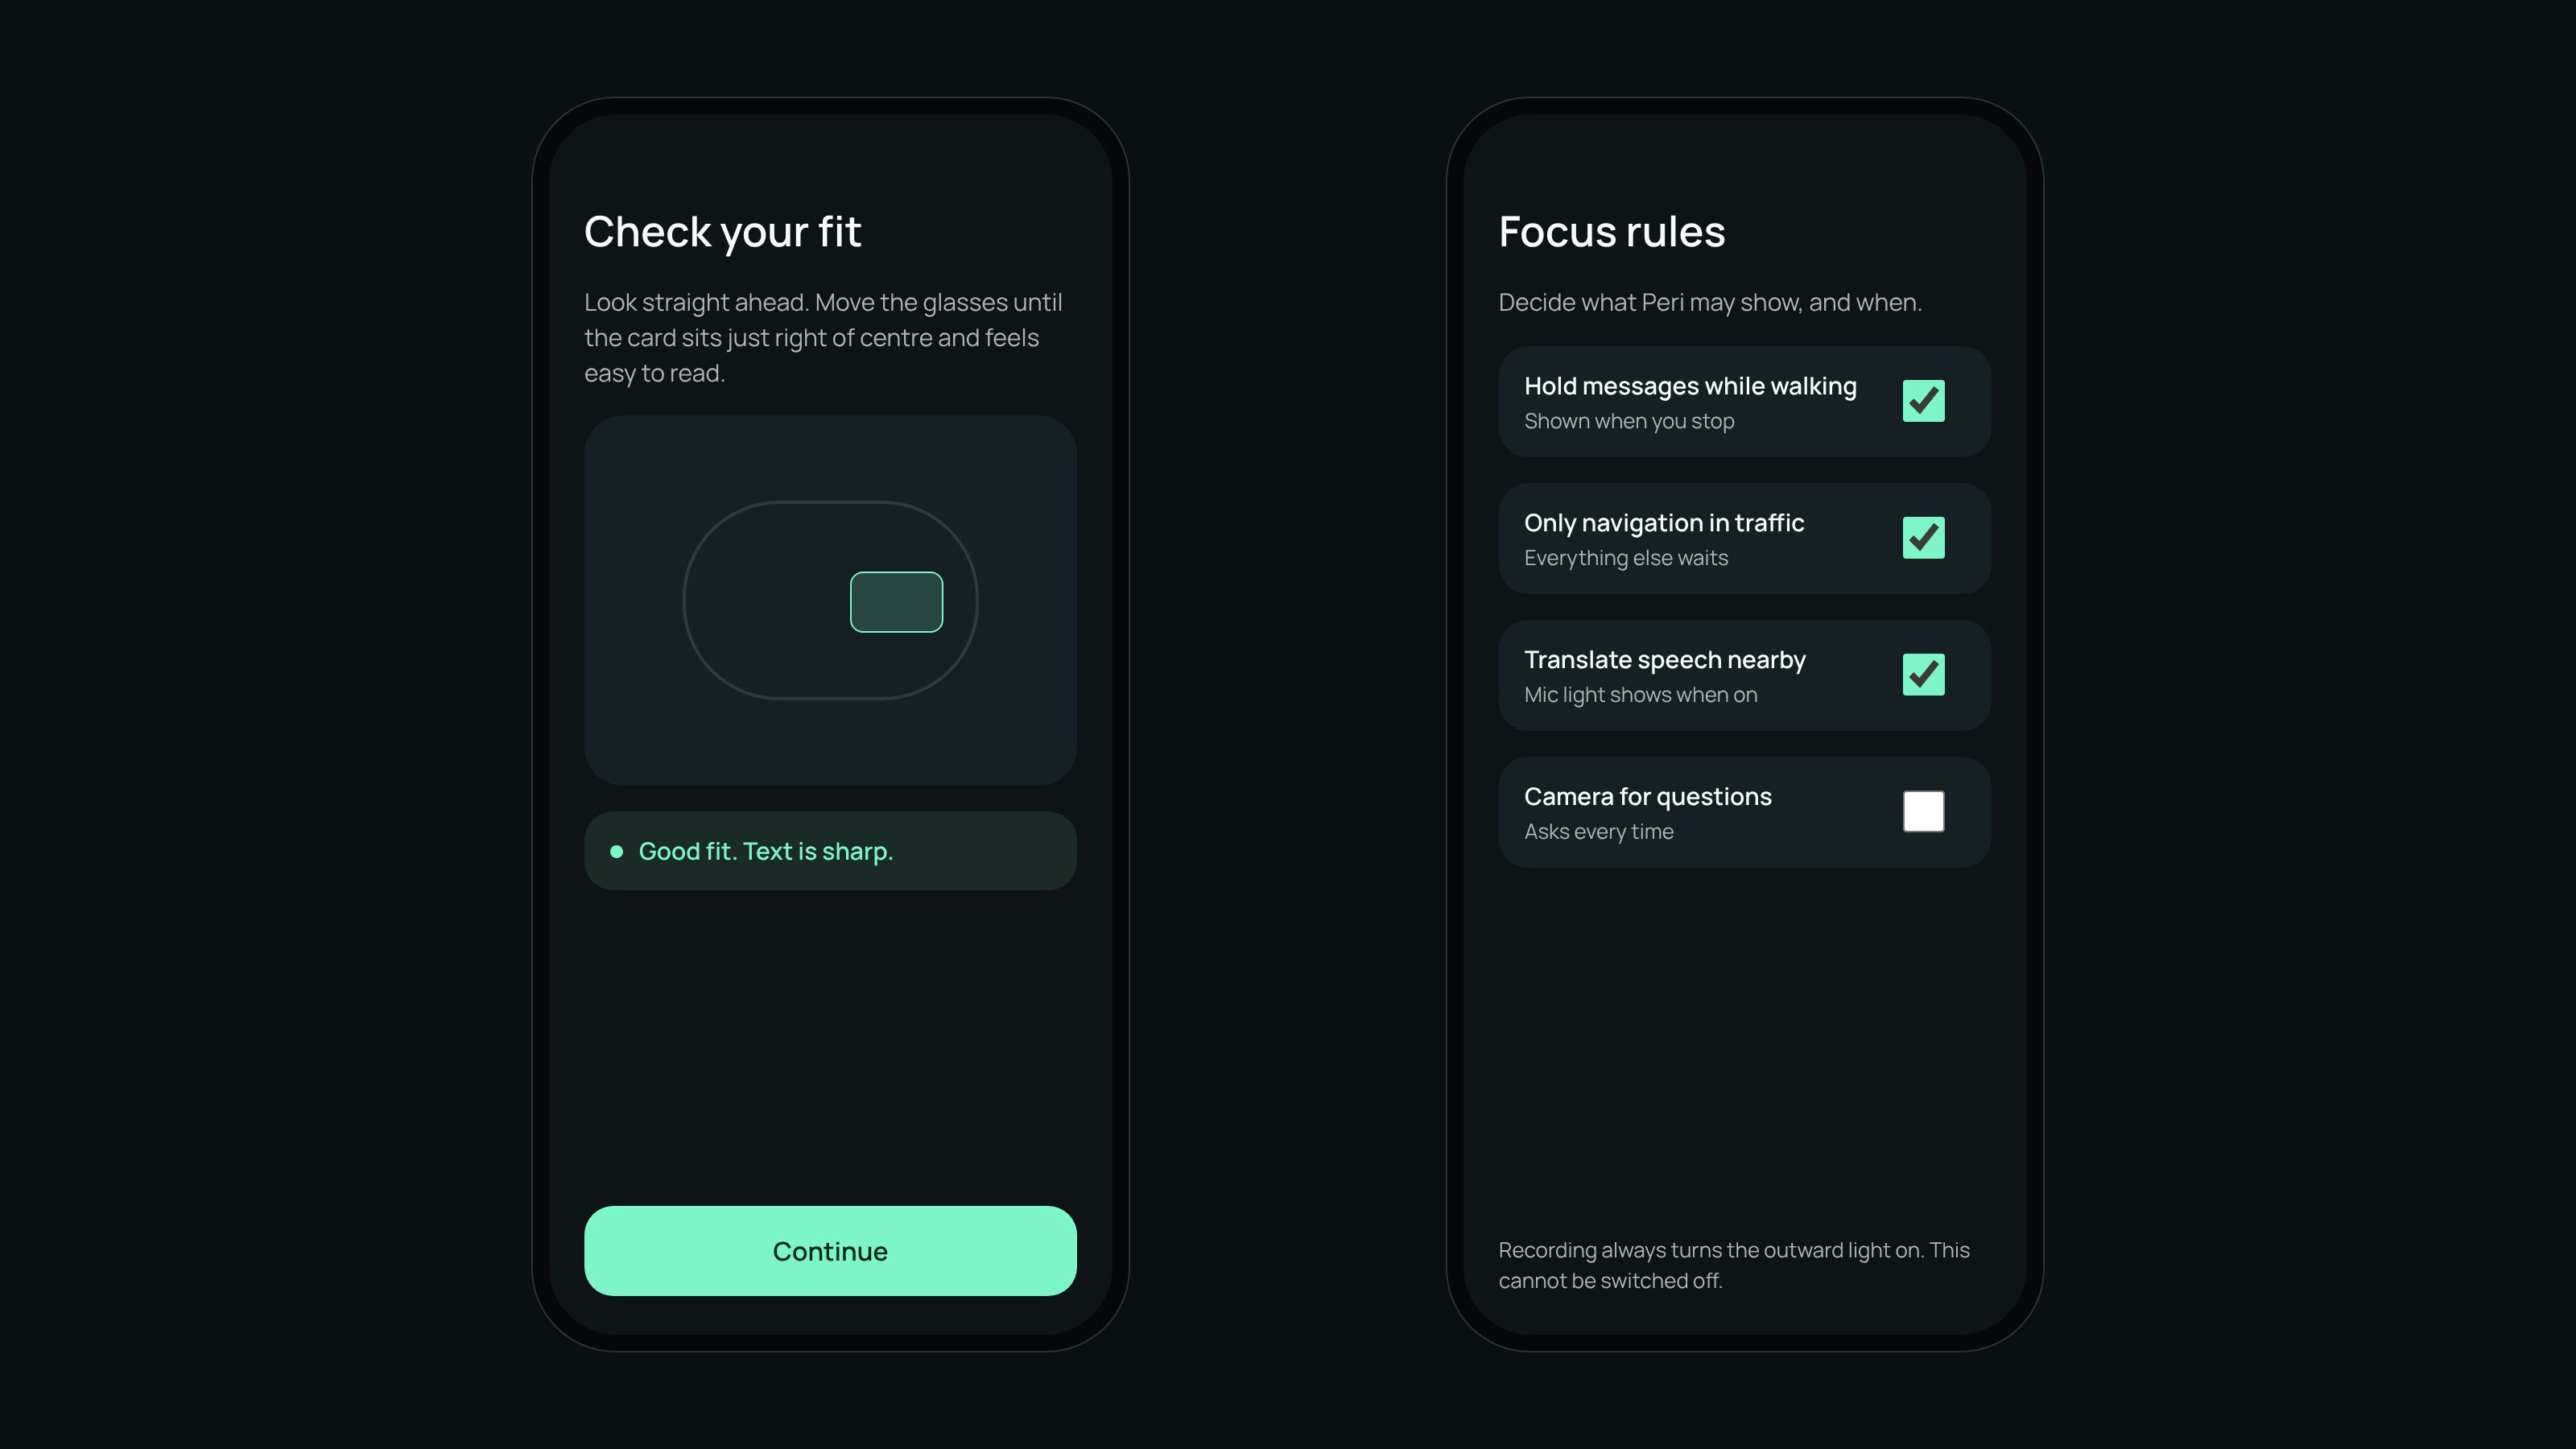 Check your fit
Look straight ahead. Move the glasses until
the card sits just right of centre and feels
easy to read.
Good fit. Text is sharp.
Continue
Focus rules
Decide what Peri may show, and when.
Hold messages while walking
Shown when you stop
Only navigation in traffic
Everything else waits
Translate speech nearby
Mic light shows when on
Camera for questions
Asks every time
Recording always turns the outward light on. This
cannot be switched off.